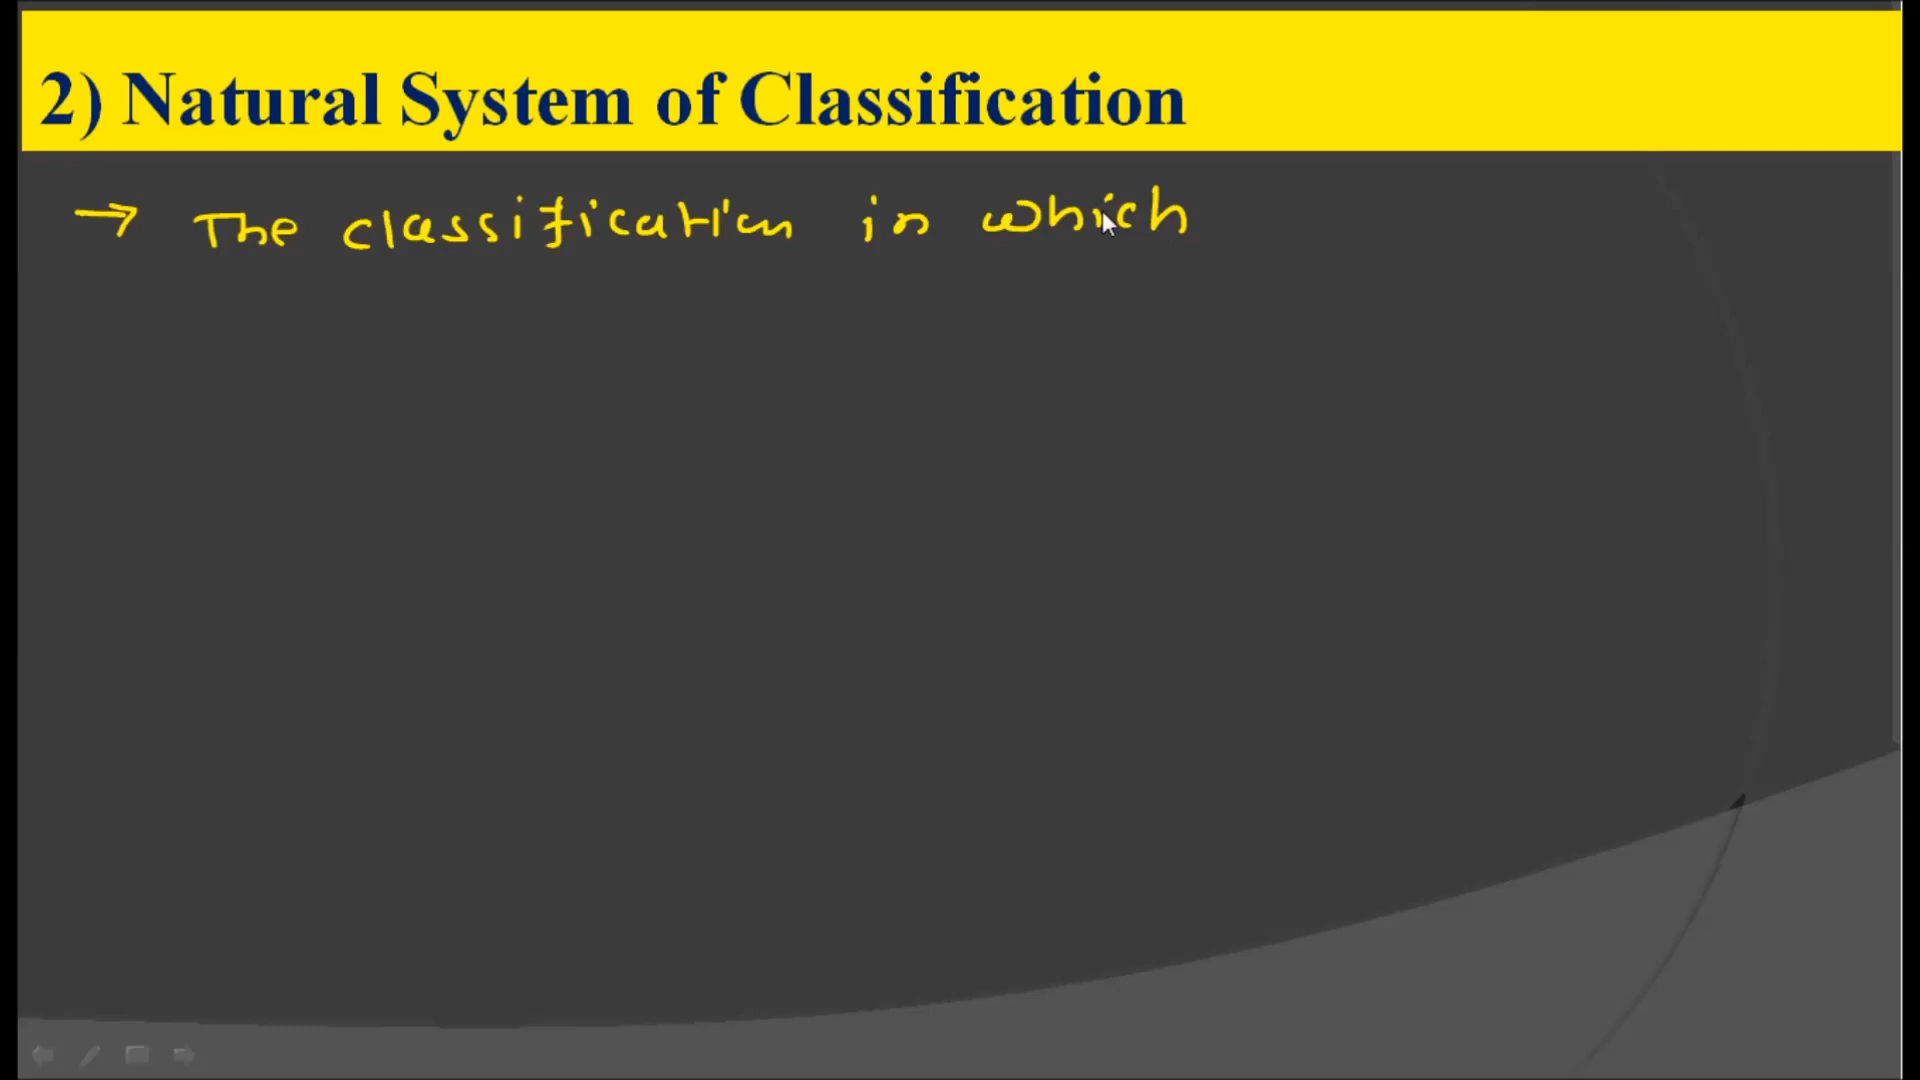 2) Natural System of Classification
→ The classification in which